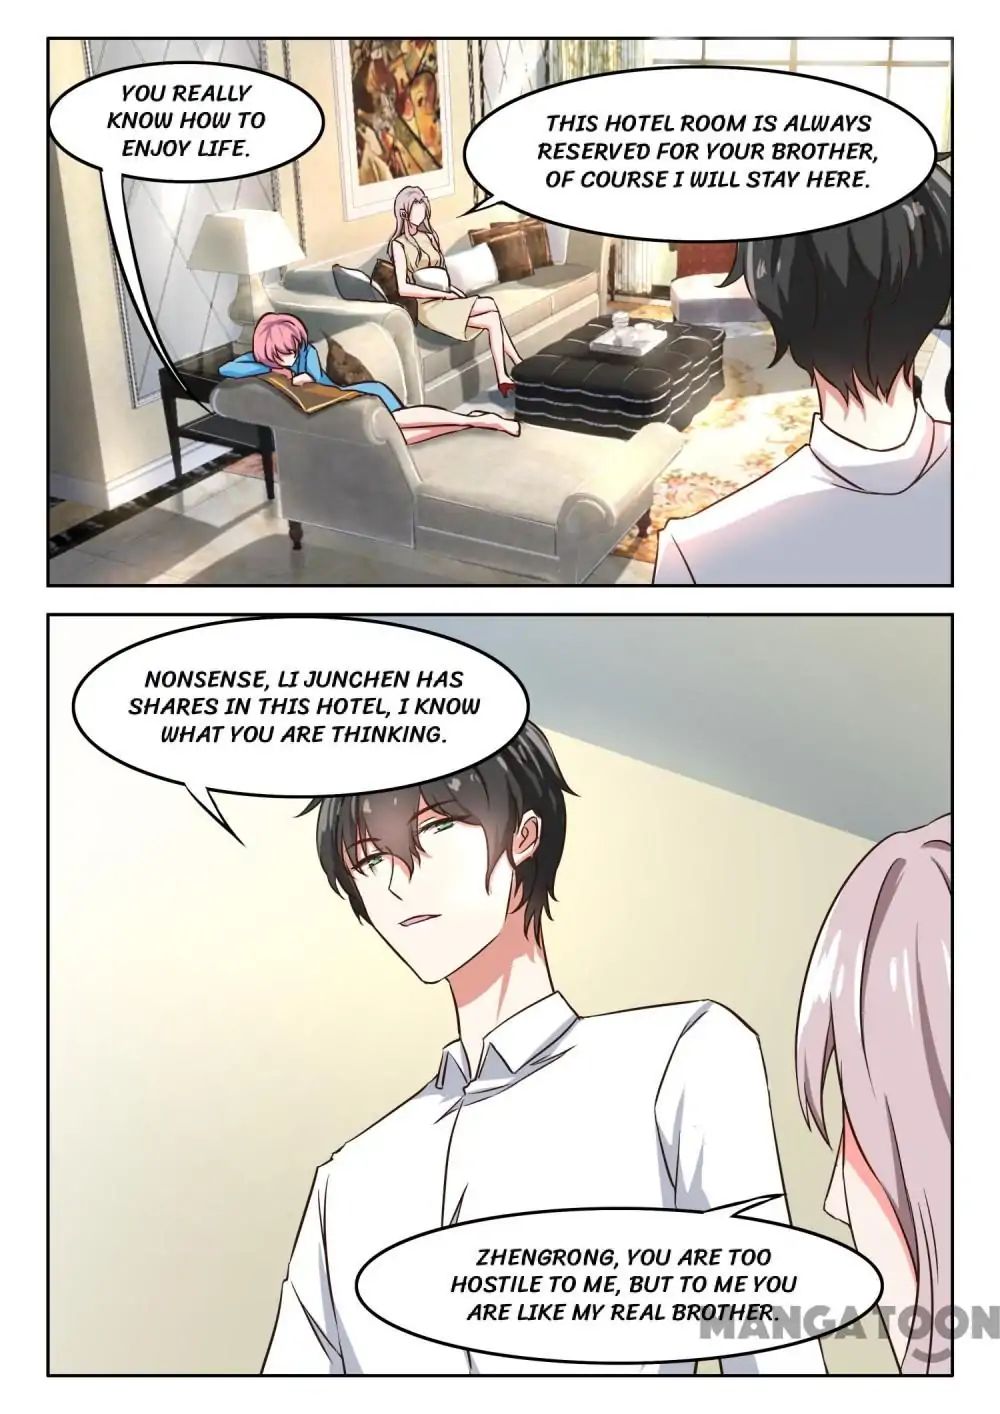 YOU REALLY
KNOW HOW TO
ENJOY LIFE.
THIS HOTEL ROOM IS ALWAYS
RESERVED FOR YOUR BROTHER,
OF COURSE I WILL STAY HERE.
NONSENSE, LI JUNCHEN HAS
SHARES IN THIS HOTEL, I KNOW
WHAT YOU ARE THINKING.
ZHENGRONG, YOU ARE TOO
HOSTILE TO ME, BUT TO ME YOU
ARE LIKE MY REAL BROTHER.
MANGATOON